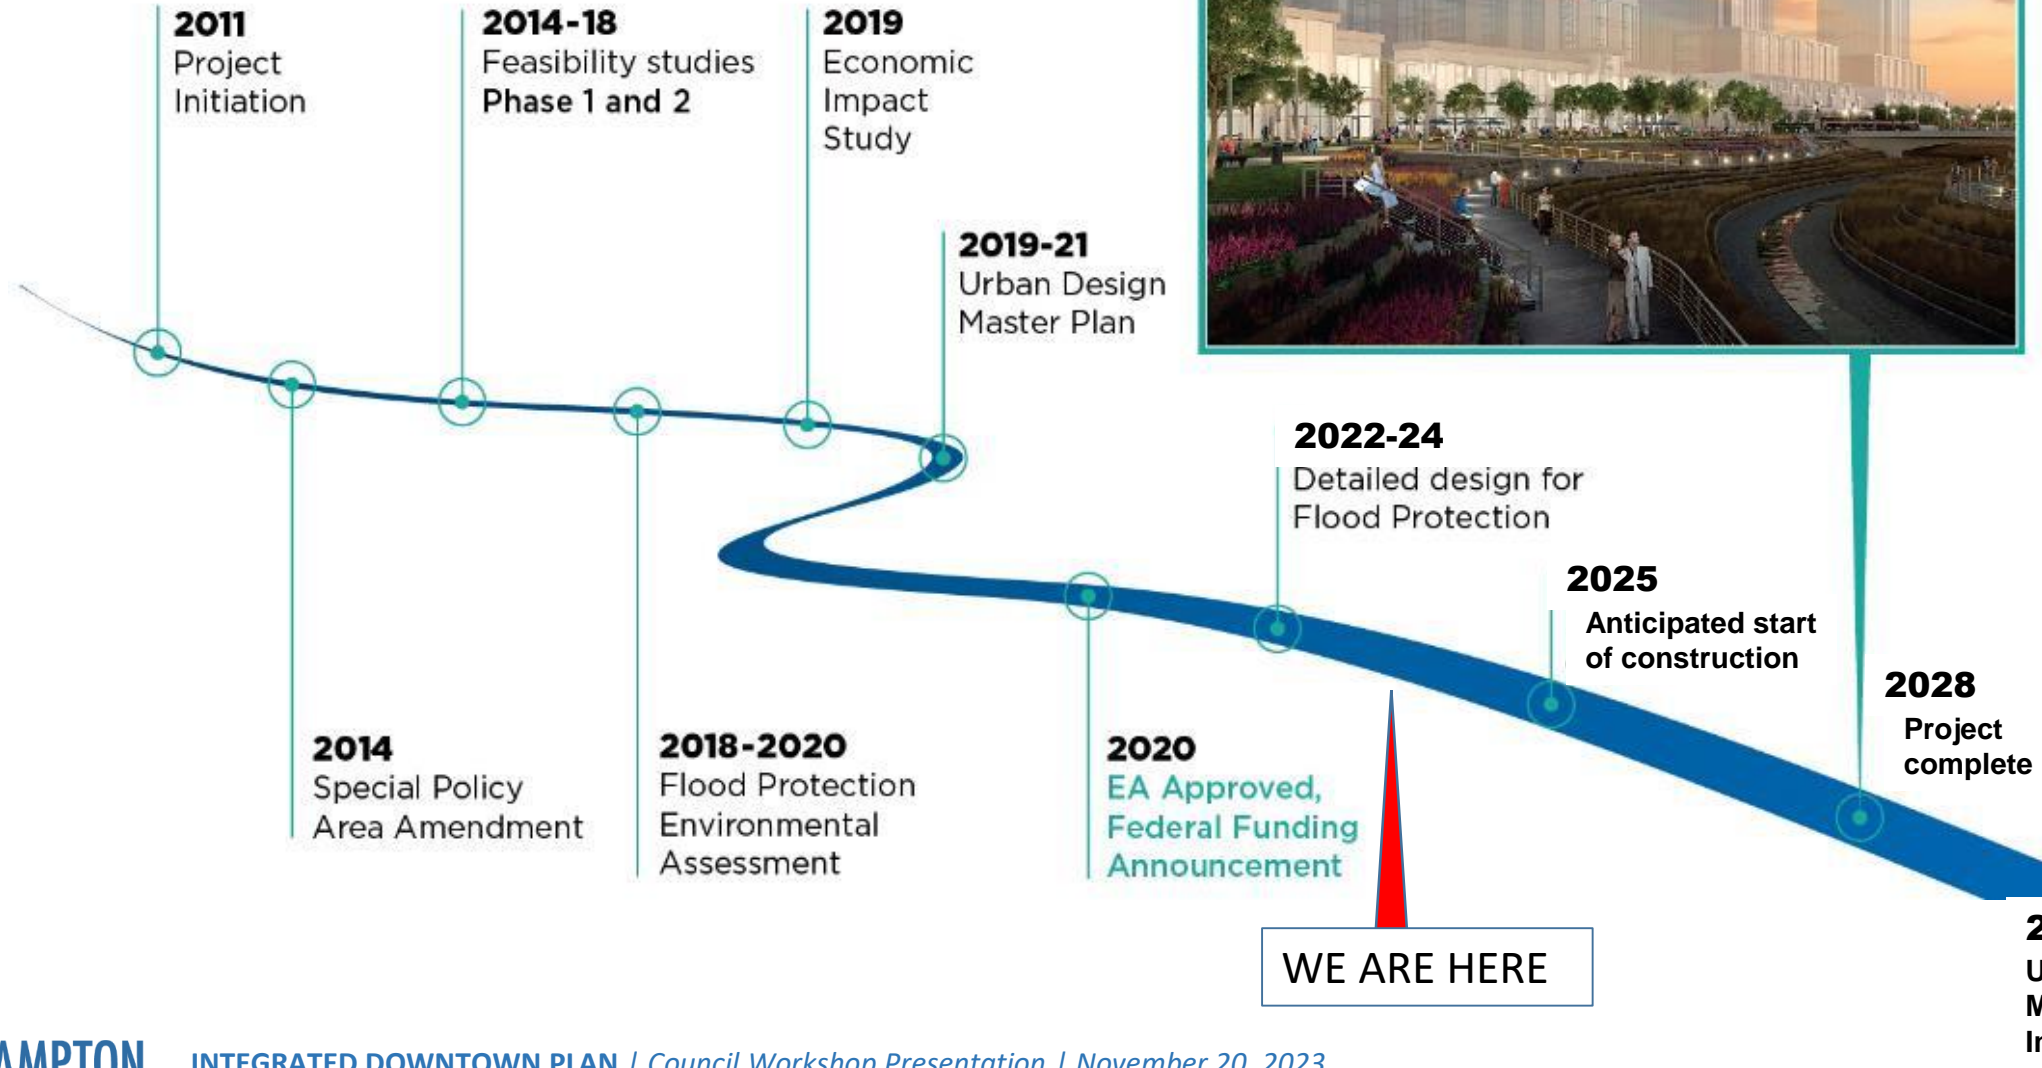 2011
Project
Initiation
2014-18
Feasibility studies
Phase 1 and 2
2019
Economic
Impact
Study
2019-21
Urban Design
Master Plan
2022-24
Detailed design for
Flood Protection
2025
Anticipated start
of construction
2028
Project
complete
2014
Special Policy
Area Amendment
2018-2020
Flood Protection
Environmental
Assessment
2020
EA Approved,
Federal Funding
Announcement
WE ARE HERE
INTEGRATED DOWNTOWN PLAN | Council Workshop Presentation | November 20, 2023